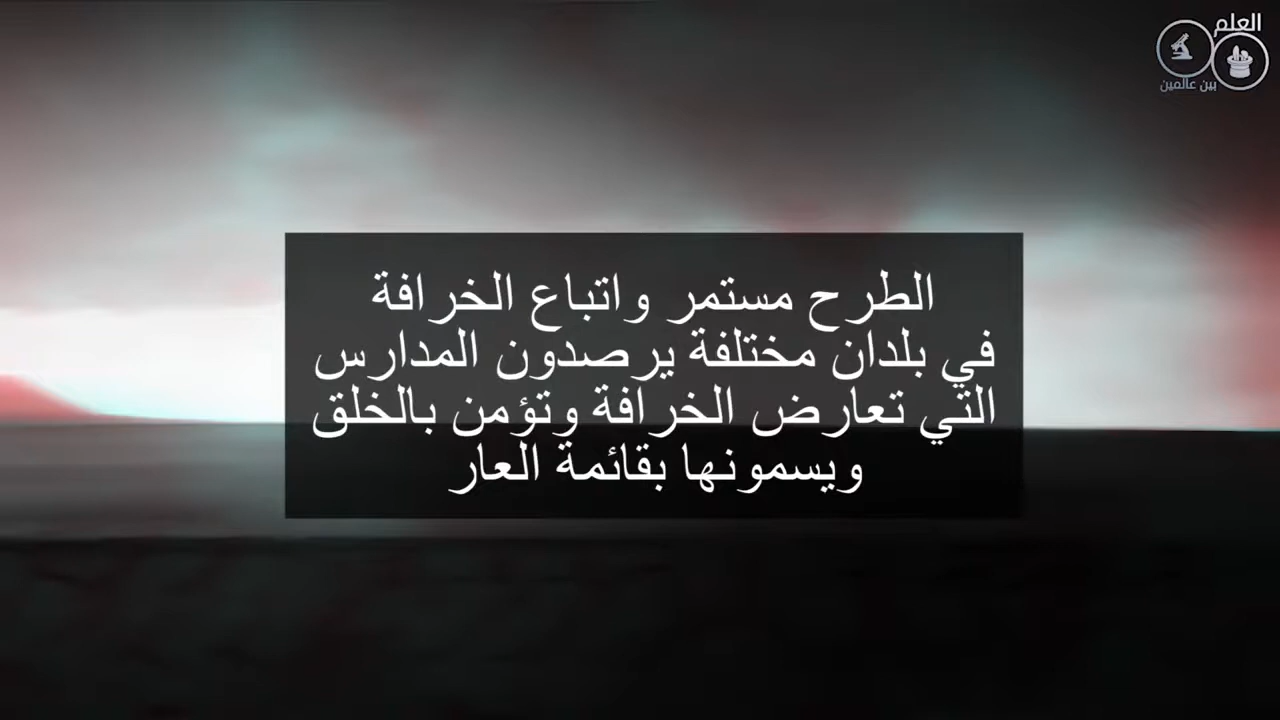 العلم
بين عالمين
الطرح مستمر واتباع الخرافة
في بلدان مختلفة يرصدون المدارس
التي تعارض الخرافة وتؤمن بالخلق
ويسمونها بقائمة العار